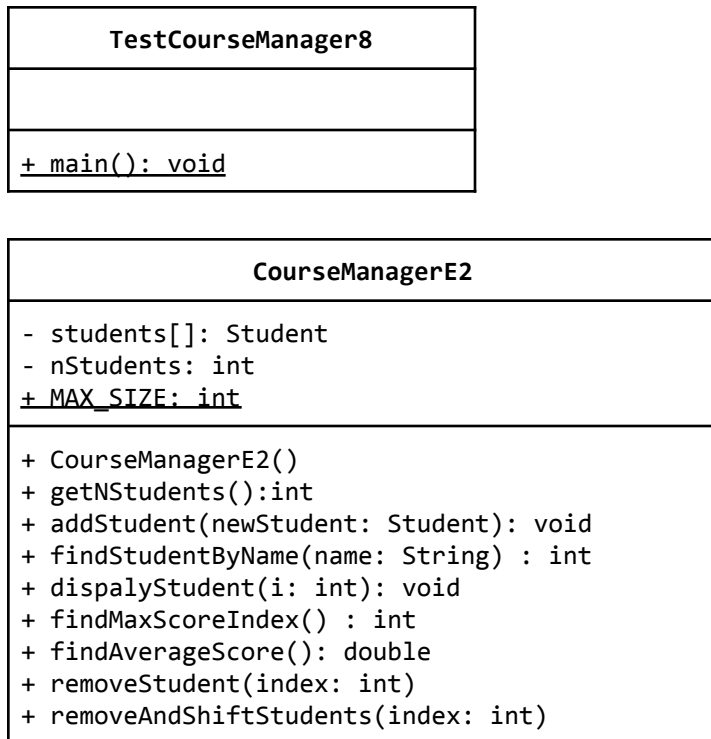 TestCourseManager8
+ main(): void
CourseManagerE2
- students[]: Student
- nStudents: int
+ MAX_SIZE: int
+ CourseManagerE2()
+ getNStudents():int
+ addStudent(newStudent: Student): void
+ findStudentByName(name: String) : int
+ dispalyStudent(i: int): void
+ findMaxScoreIndex() : int
+ findAverageScore(): double
+ removeStudent(index: int)
+ removeAndShiftStudents(index: int)